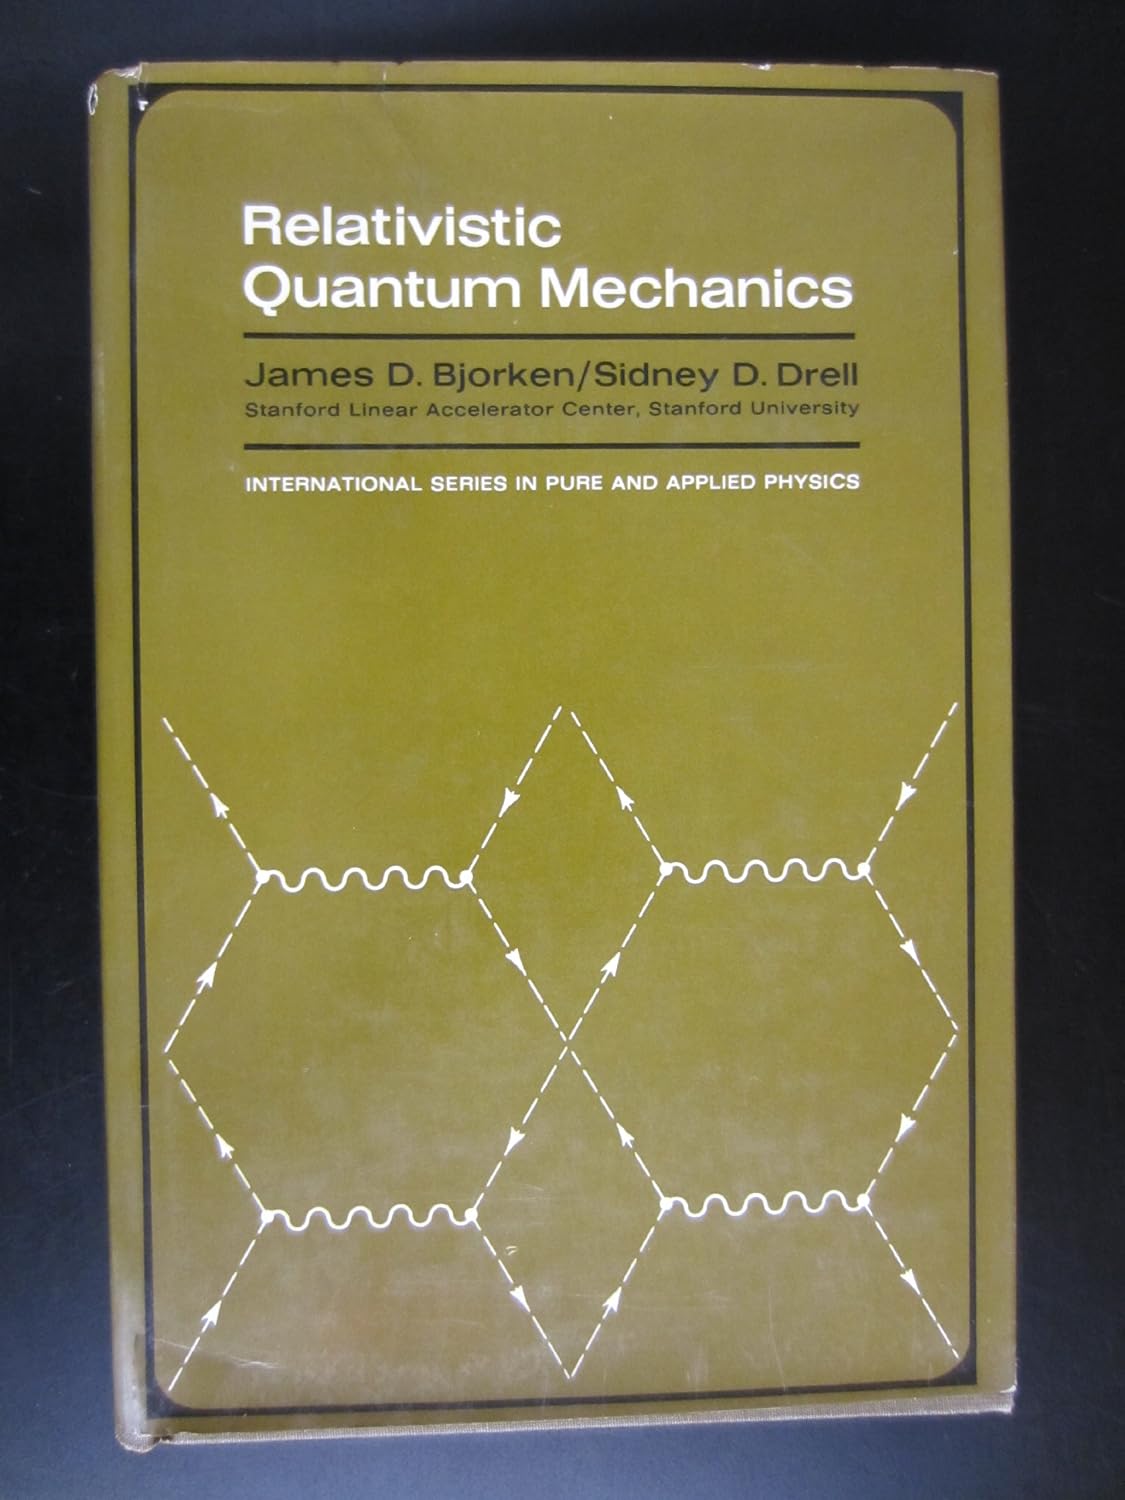 Relativistic
Quantum Mechanics
James D. Bjorken/Sidney D. Drell
Stanford Linear Accelerator Center, Stanford University
INTERNATIONAL SERIES IN PURE AND APPLIED PHYSICS